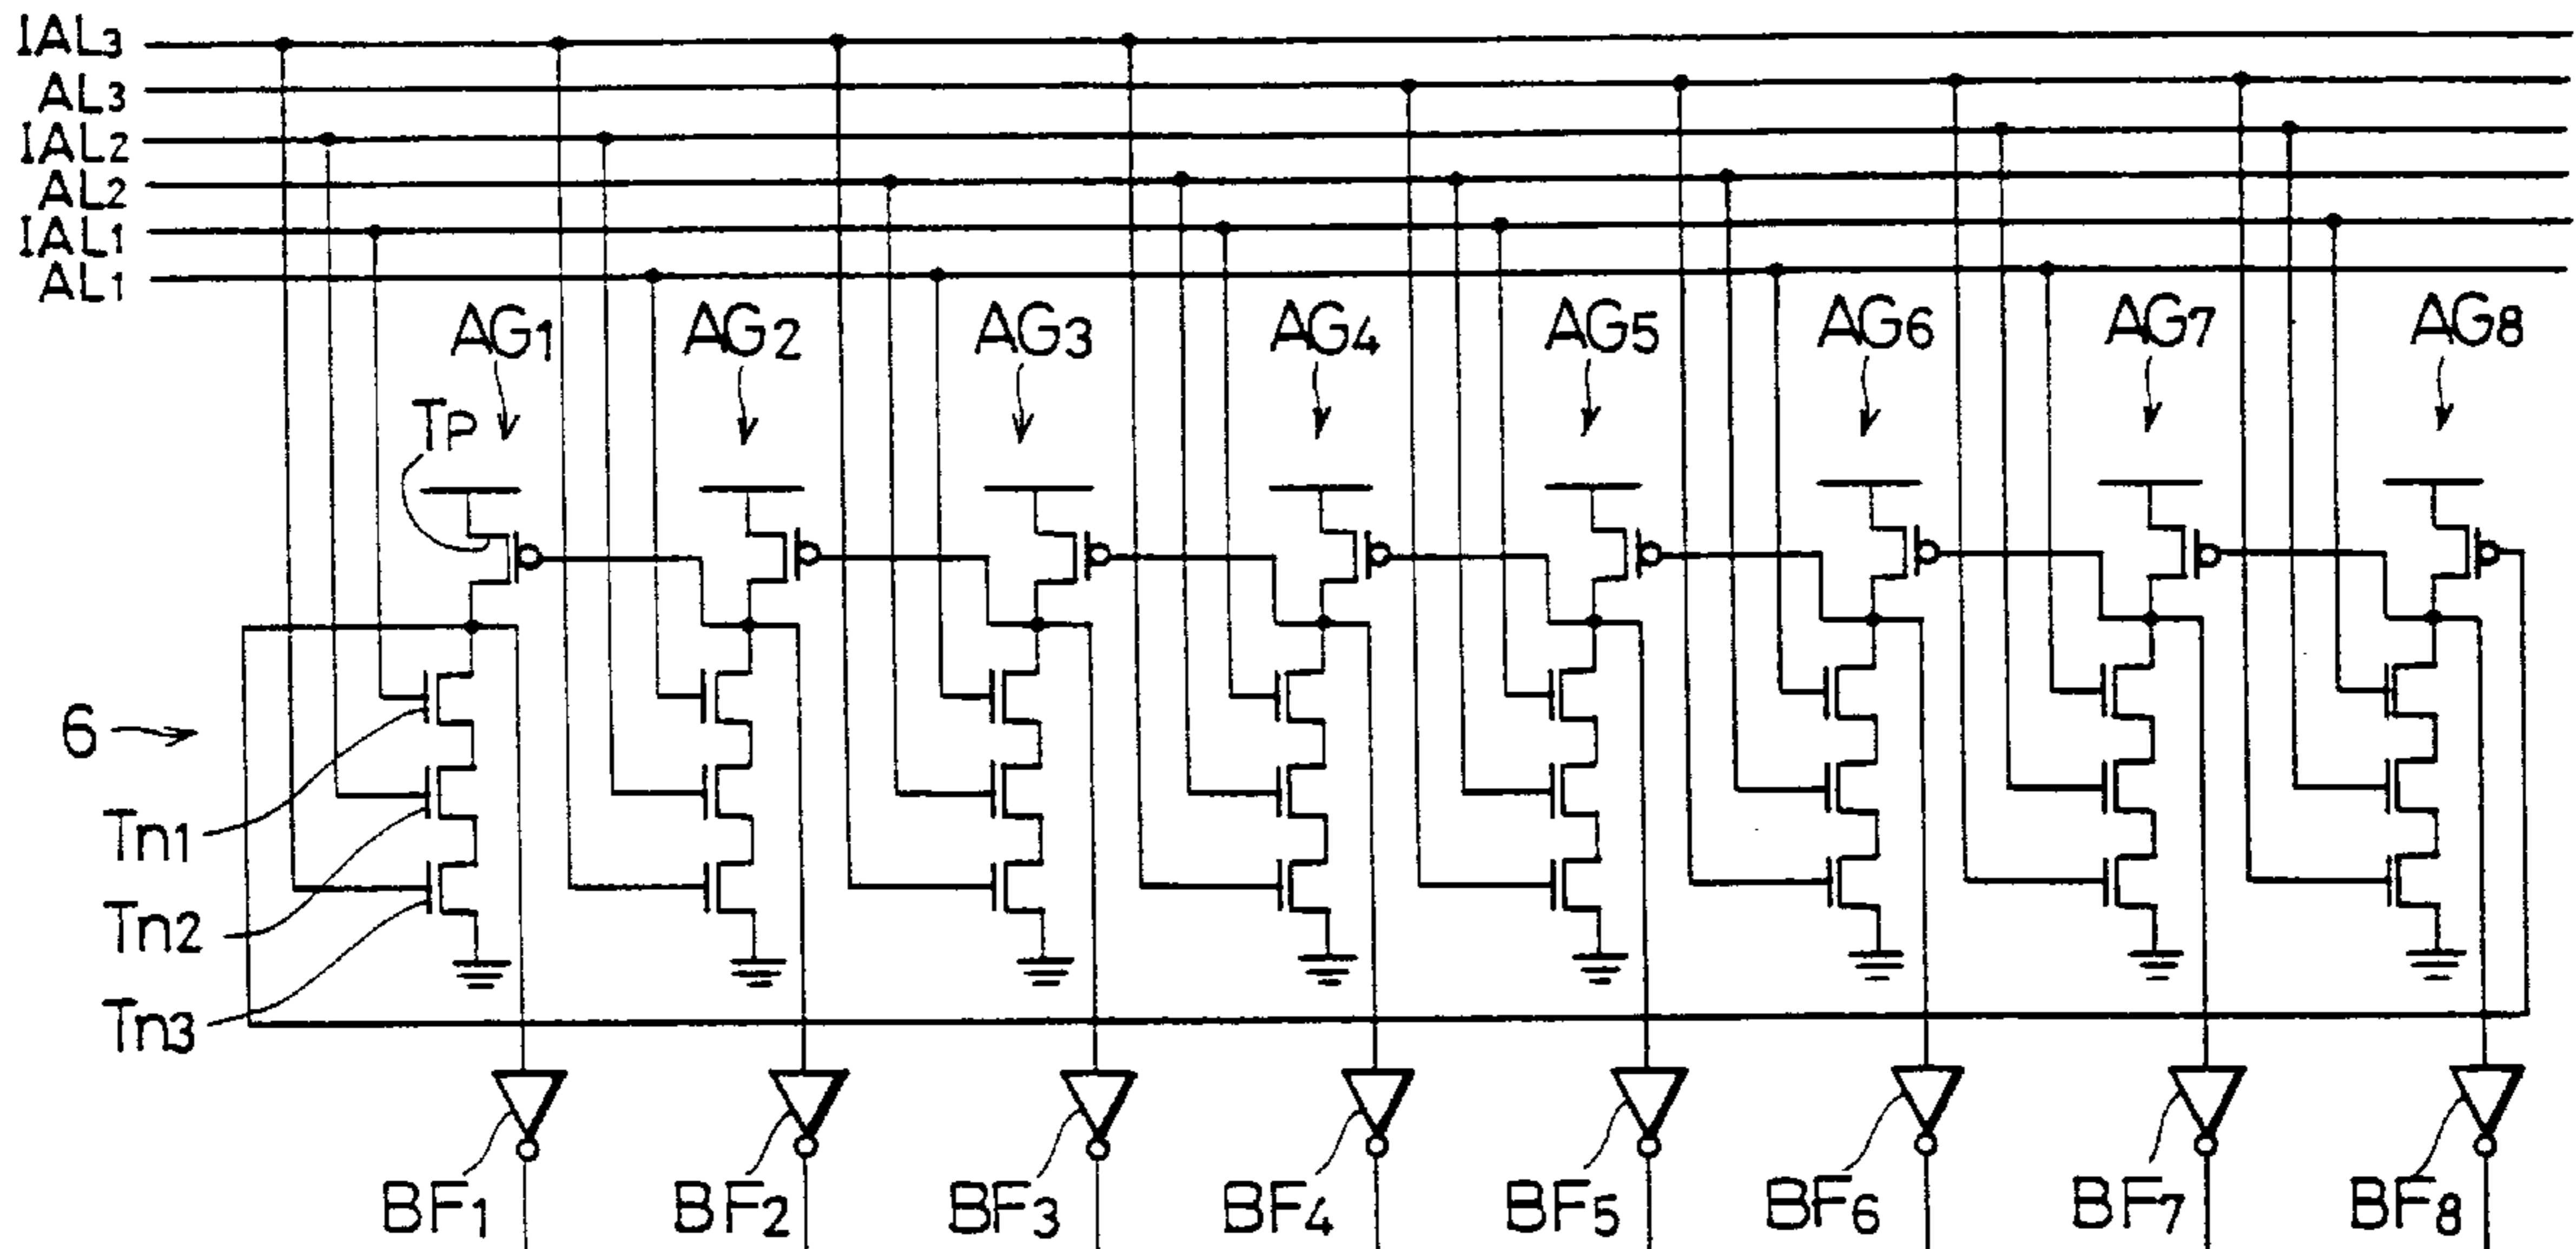 IAL3
AL3
IAL2
AL2
IAL1
AL1
AG1 AG2 AG3 AG4 AG5 AG6 AG7 AG8
TP
6
Tn1
Tn2
Tn3
BF1 BF2 BF3 BF4 BF5 BF6 BF7 BF8